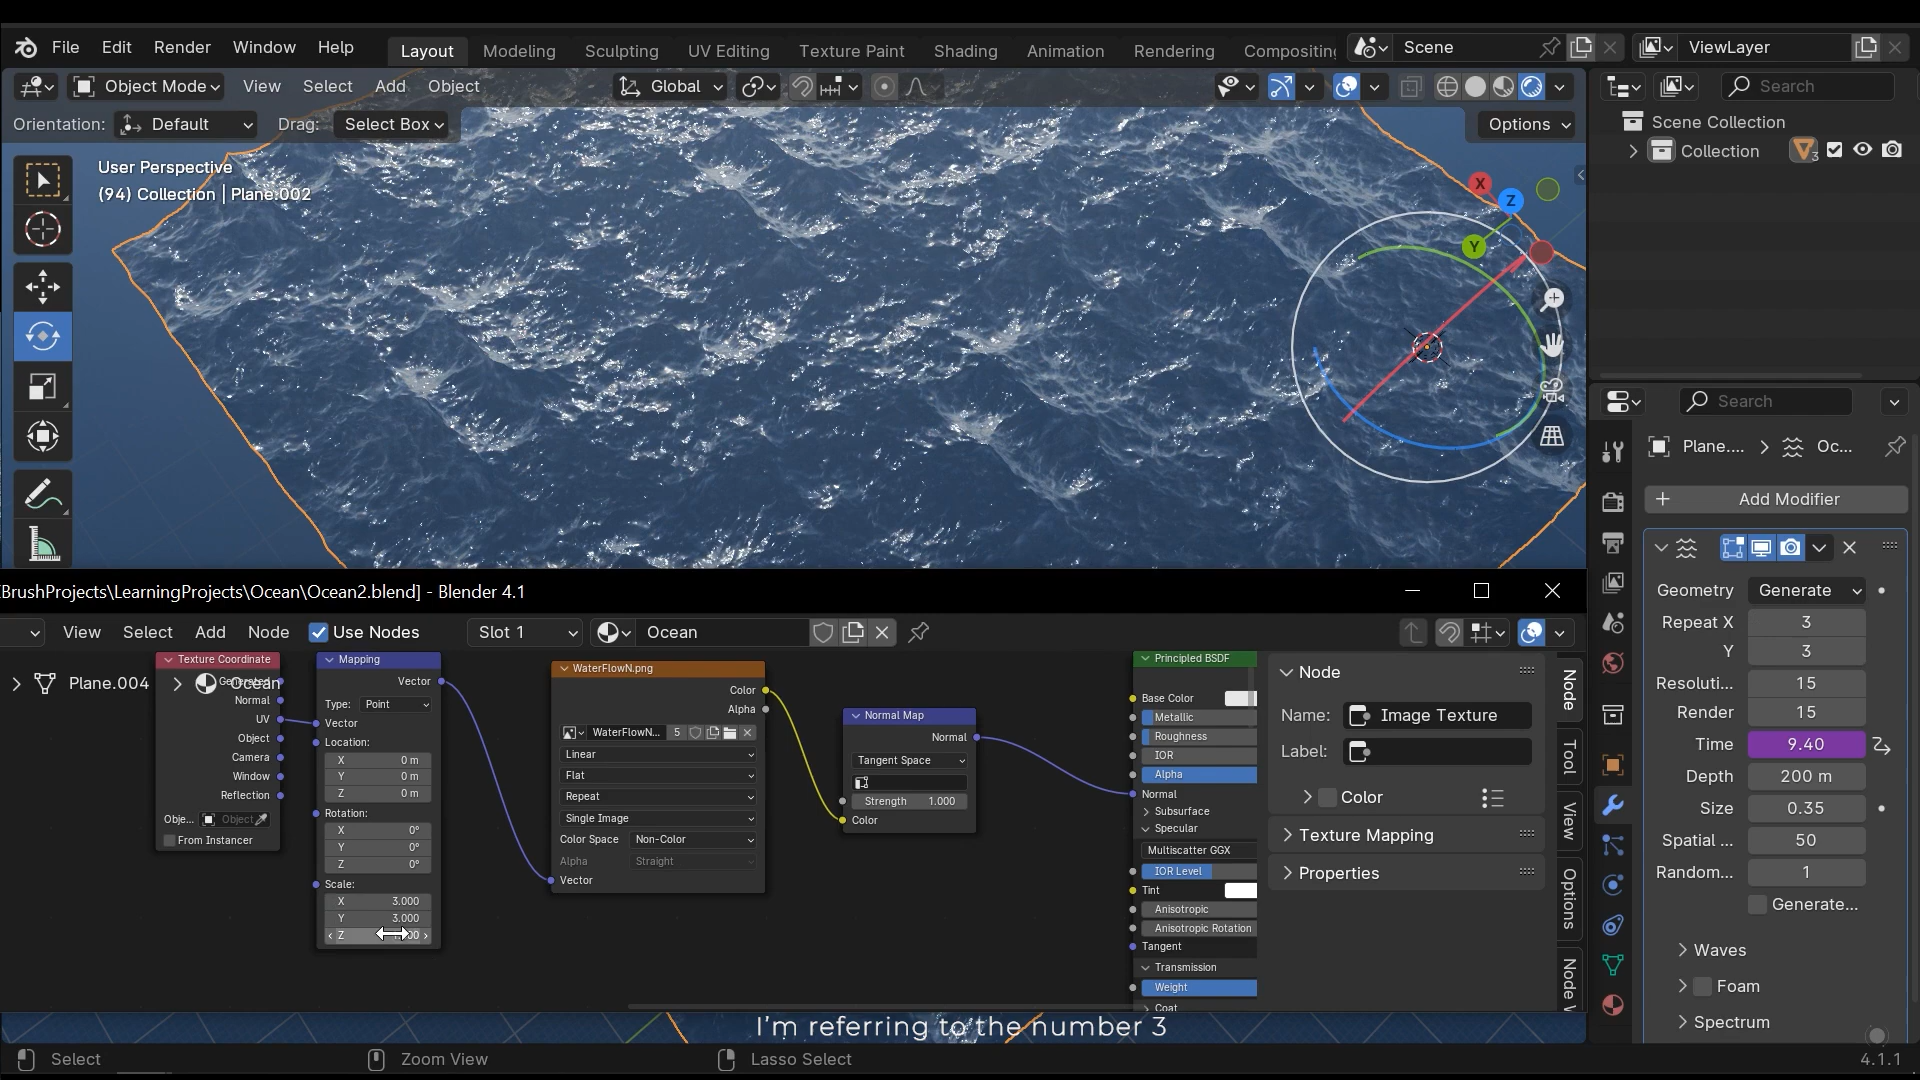 File Edit Render Window Help Layout Modeling Sculpting UV Editing Texture Paint Shading Animation Rendering Compositing Scene ViewLayer
Object Mode View Select Add Object Global Search
Orientation: Default Drag: Select Box Options
User Perspective
(94) Collection | Plane.002
X
Z
Y
Scene Collection
Collection 3
Search
Plane.... Oc...
Add Modifier
Geometry Generate
Repeat X 3
Y 3
Resoluti... 15
Render 15
Time 9.40
Depth 200 m
Size 0.35
Spatial ... 50
Random... 1
Generate...
Waves
Foam
Spectrum
BrushProjects\LearningProjects\Ocean\Ocean2.blend] - Blender 4.1
View Select Add Node Use Nodes Slot 1 Ocean
Plane.004 Ocean
Texture Coordinate
Generated
Normal
UV
Object
Camera
Window
Reflection
Obje... Object
From Instancer
Mapping
Vector
Type: Point
Vector
Location:
X 0 m
Y 0 m
Z 0 m
Rotation:
X 0°
Y 0°
Z 0°
Scale:
X 3.000
Y 3.000
Z
WaterFlowN.png
Color
Alpha
WaterFlowN... 5
Linear
Flat
Repeat
Single Image
Color Space Non-Color
Alpha Straight
Vector
Normal Map
Normal
Tangent Space
Strength 1.000
Color
Principled BSDF
Base Color
Metallic
Roughness
IOR
Alpha
Normal
Subsurface
Specular
Multiscatter GGX
IOR Level
Tint
Anisotropic
Anisotropic Rotation
Tangent
Transmission
Weight
Coat
Node
Name: Image Texture
Label:
Color
Texture Mapping
Properties
Node
Tool
View
Options
Node
I'm referring to the number 3
Select Zoom View Lasso Select 4.1.1